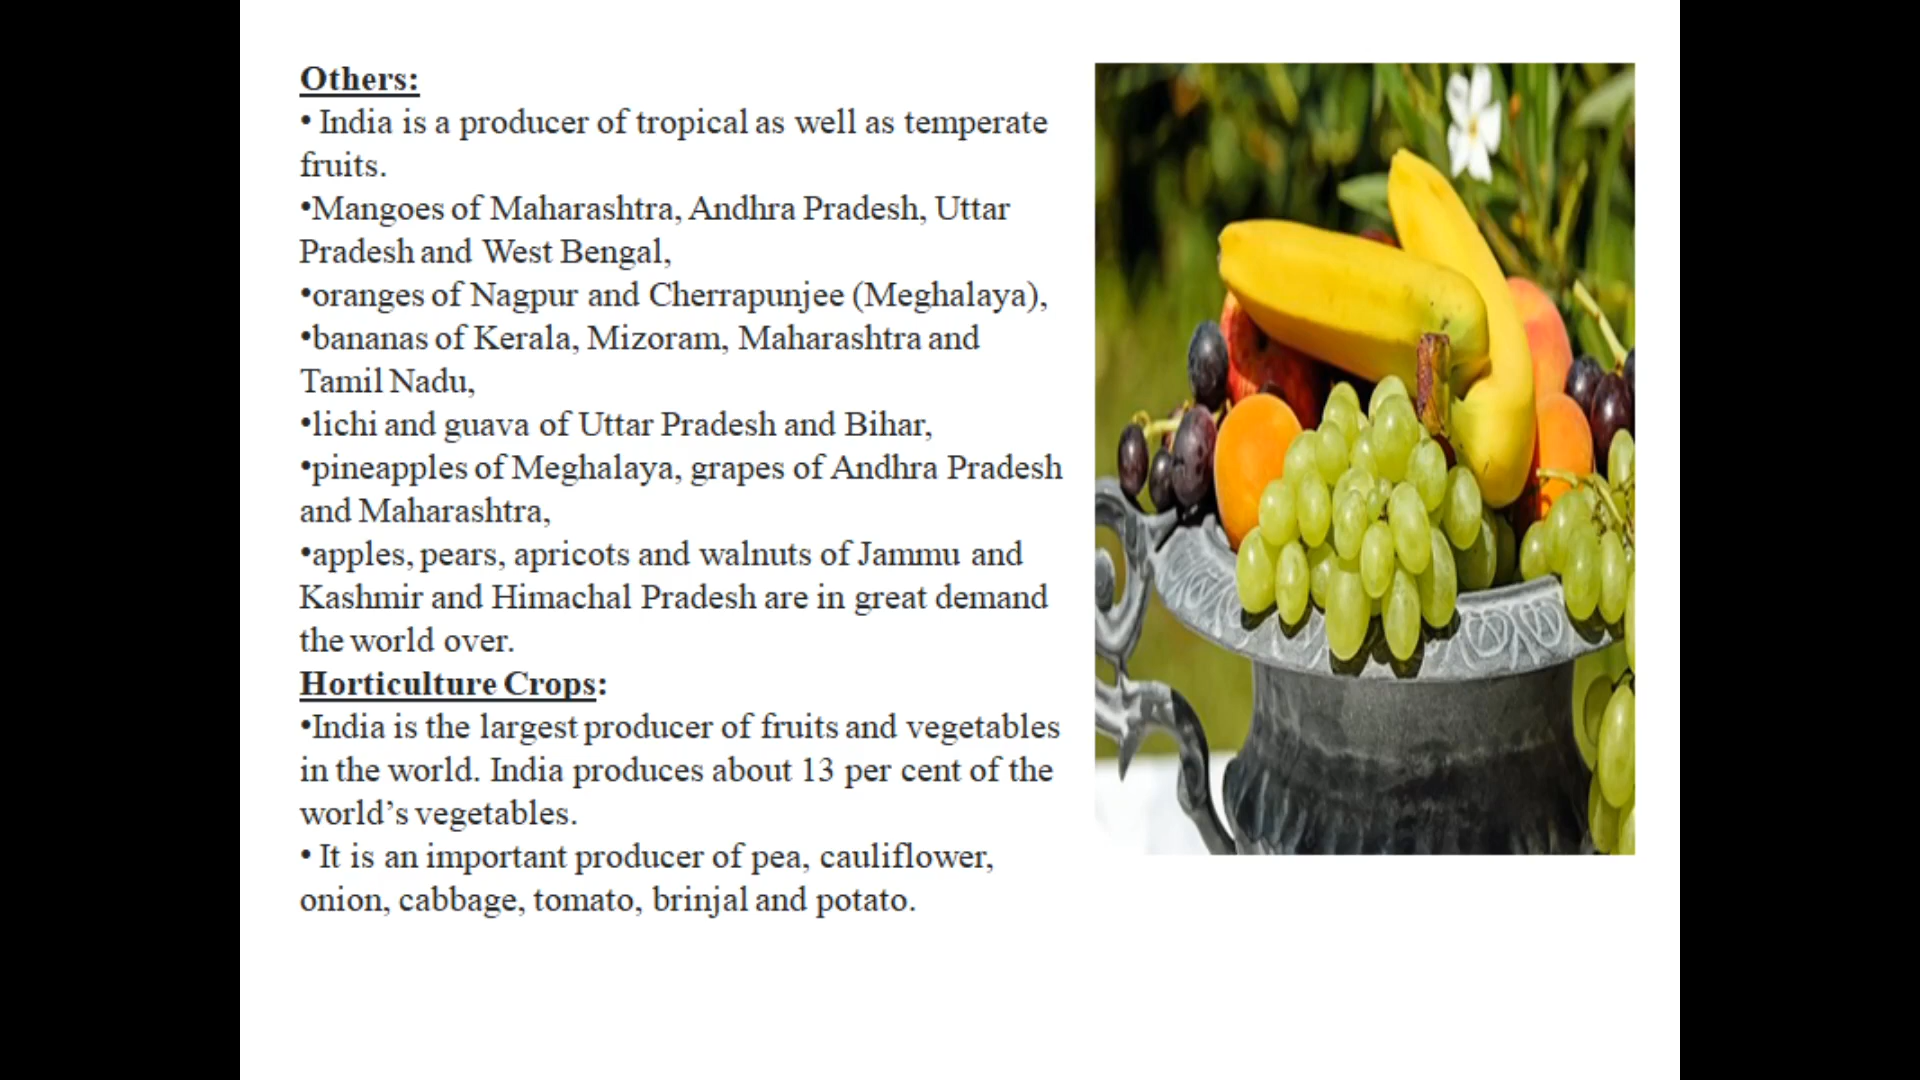 Others:
• India is a producer of tropical as well as temperate
fruits.
•Mangoes of Maharashtra, Andhra Pradesh, Uttar
Pradesh and West Bengal,
•oranges of Nagpur and Cherrapunjee (Meghalaya),
•bananas of Kerala, Mizoram, Maharashtra and
Tamil Nadu,
•lichi and guava of Uttar Pradesh and Bihar,
•pineapples of Meghalaya, grapes of Andhra Pradesh
and Maharashtra,
•apples, pears, apricots and walnuts of Jammu and
Kashmir and Himachal Pradesh are in great demand
the world over.
Horticulture Crops:
•India is the largest producer of fruits and vegetables
in the world. India produces about 13 per cent of the
world’s vegetables.
• It is an important producer of pea, cauliflower,
onion, cabbage, tomato, brinjal and potato.